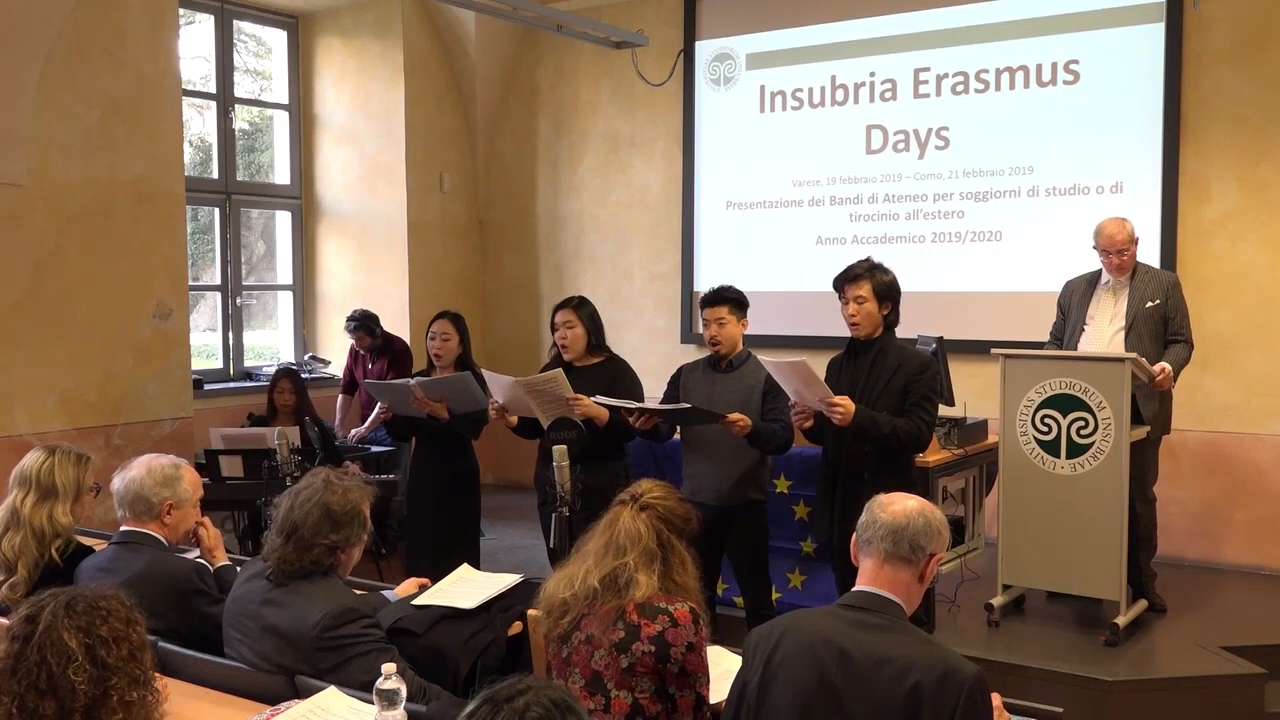 Insubria Erasmus
Days
Varese, 19 febbraio 2019 – Como, 21 febbraio 2019
Presentazione dei Bandi di Ateneo per soggiorni di studio o di
tirocinio all'estero
Anno Accademico 2019/2020
UNIVERSITAS STUDIORUM INSUBRIAE
RODE